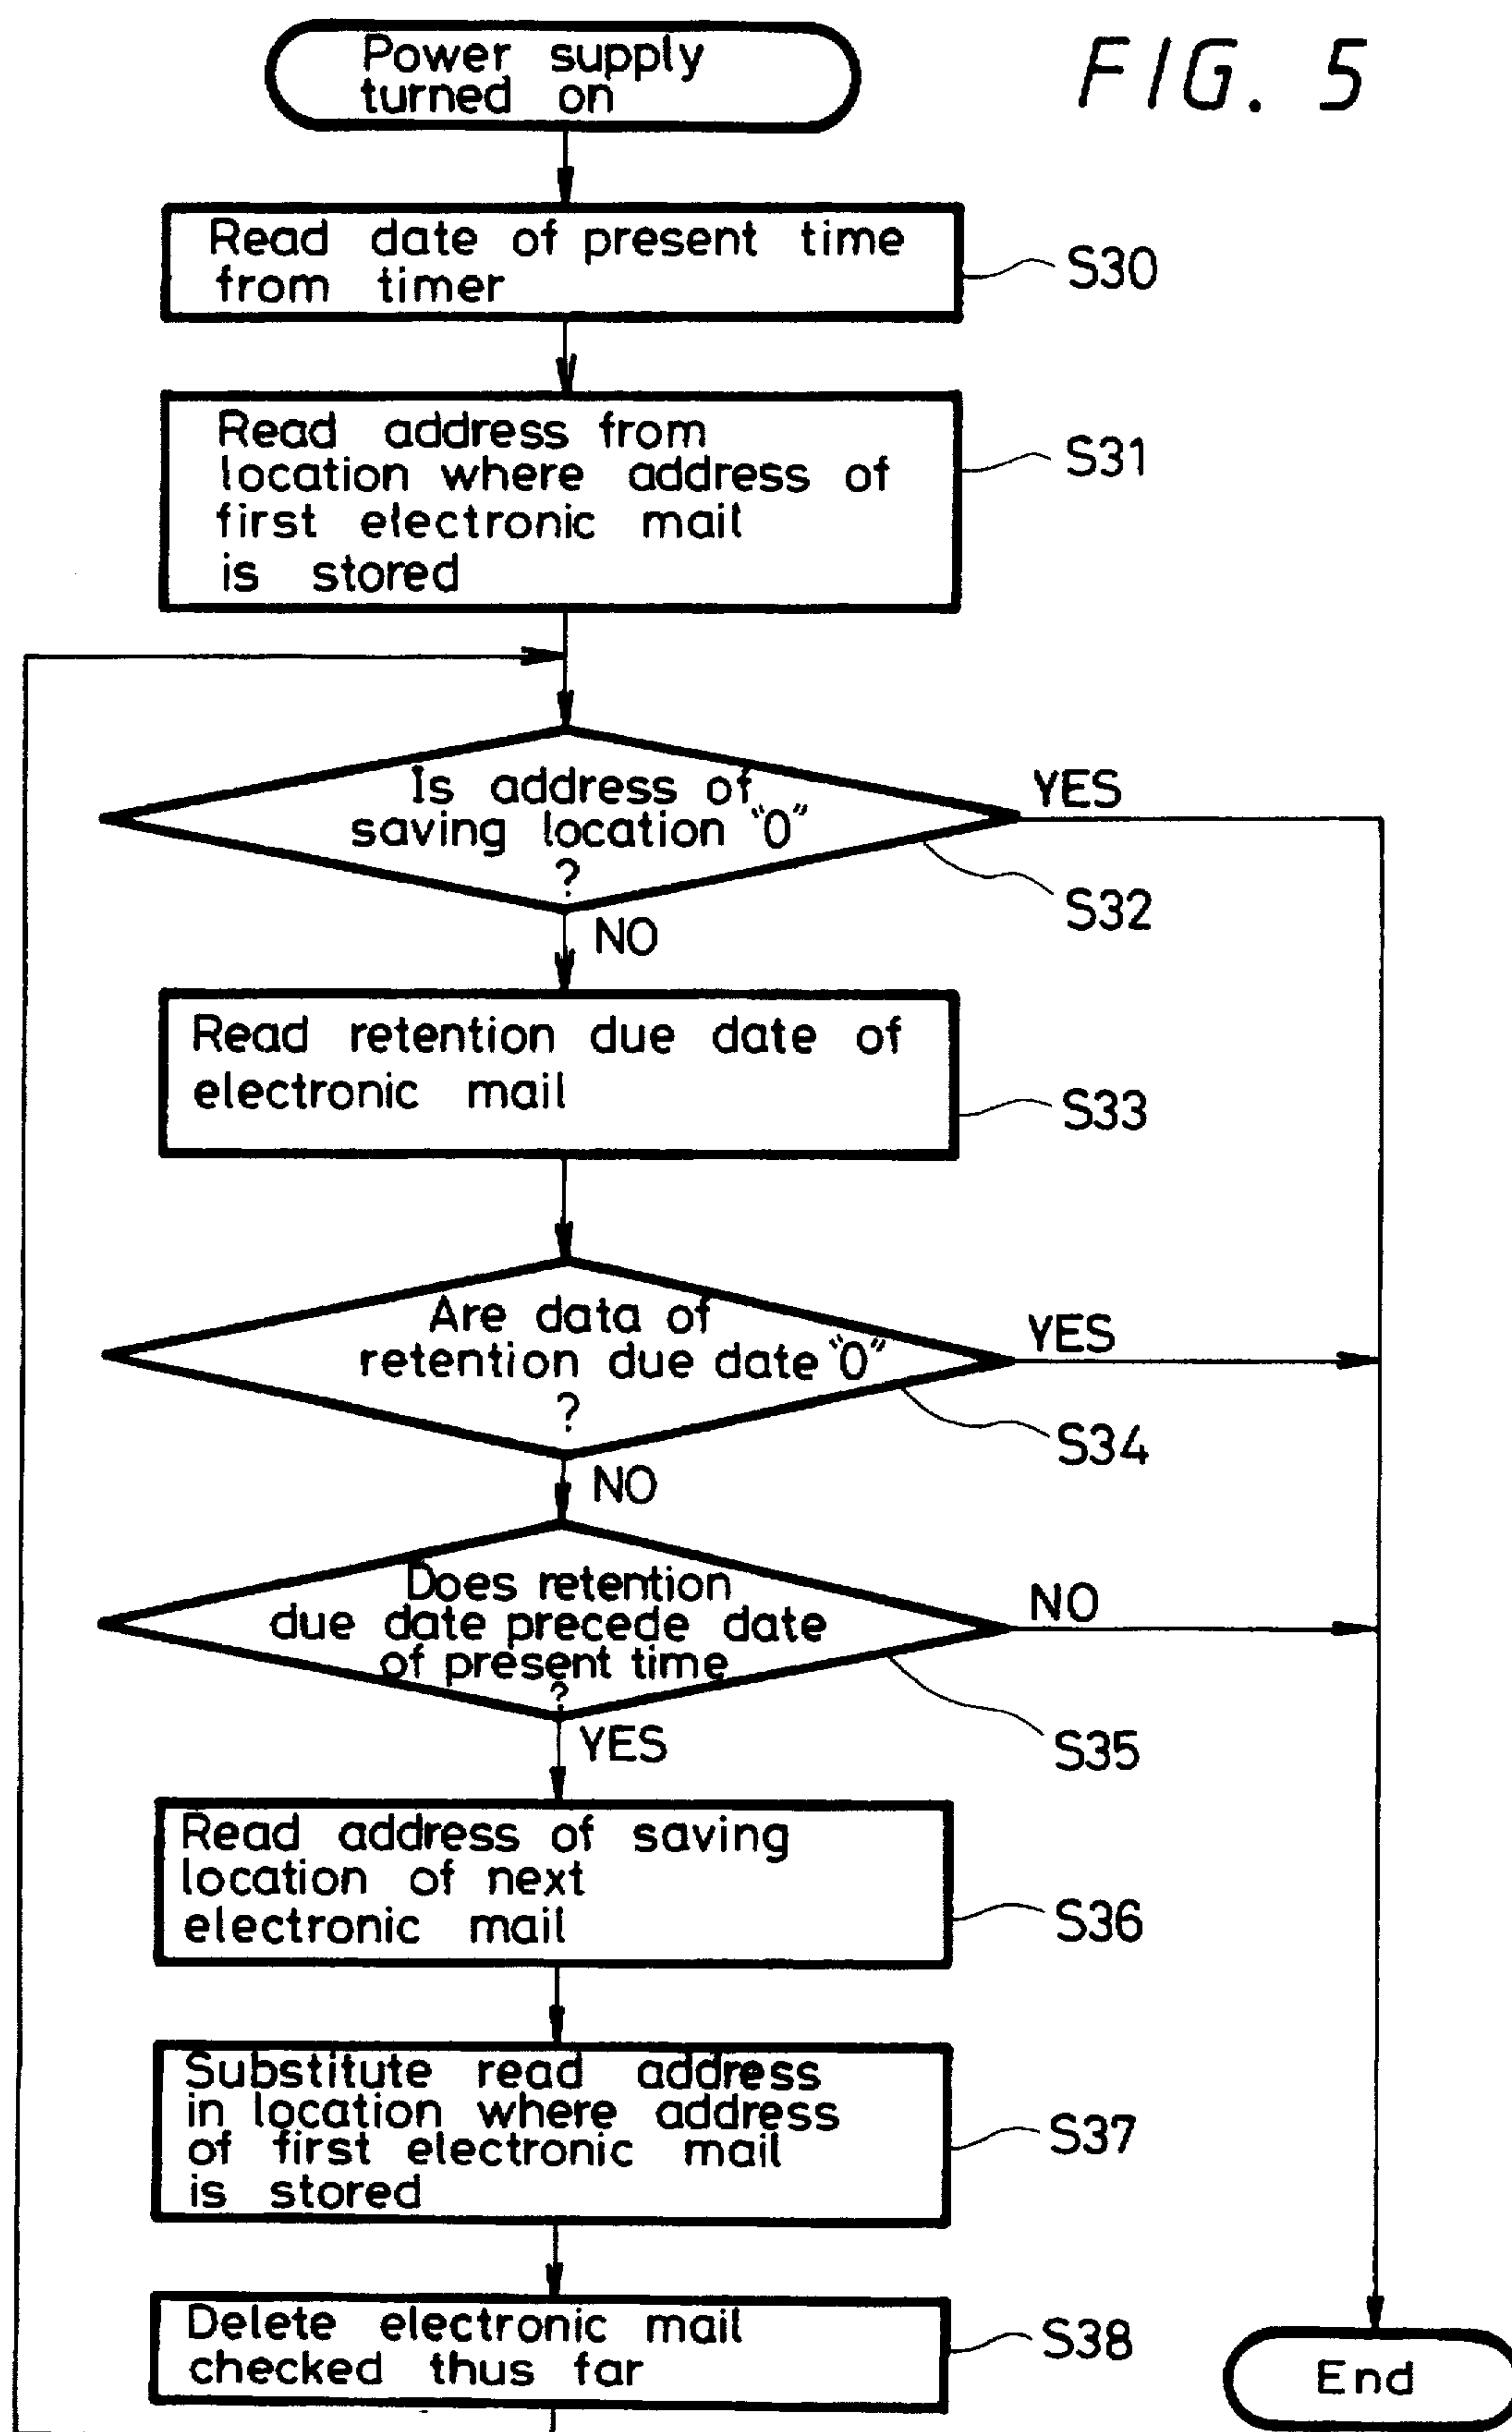 FIG. 5
Power supply
turned on
Read date of present time
from timer
S30
Read address from
location where address of
first electronic mail
is stored
S31
Is address of
saving location "0"
?
YES
S32
NO
Read retention due date of
electronic mail
S33
Are data of
retention due date "0"
?
YES
S34
NO
Does retention
due date precede date
of present time
?
NO
S35
YES
Read address of saving
location of next
electronic mail
S36
Substitute read address
in location where address
of first electronic mail
is stored
S37
Delete electronic mail
checked thus far
S38
End